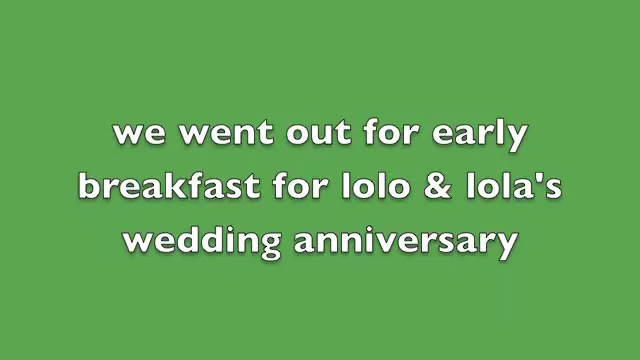 we went out for early
breakfast for lolo & lola's
wedding anniversary